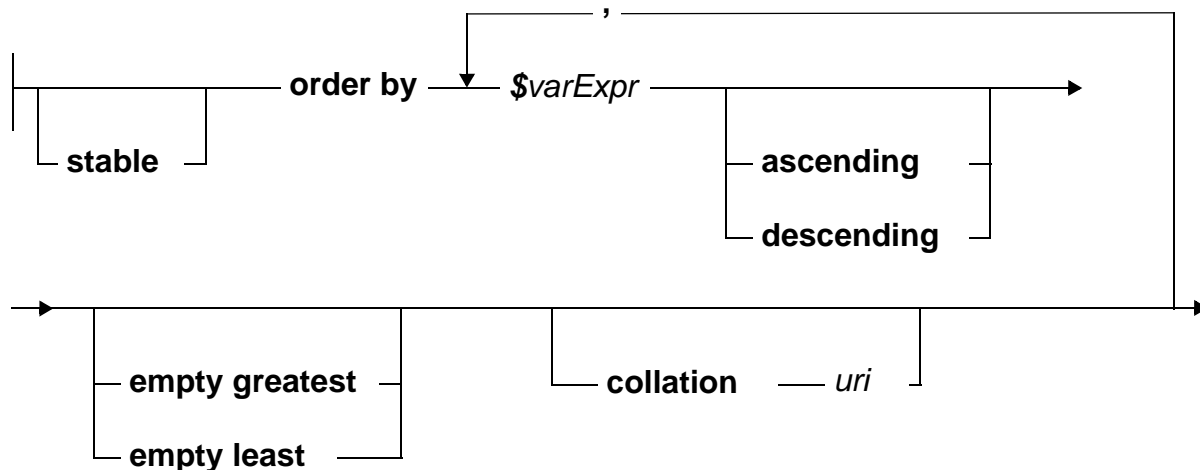 ,
order by $varExpr
stable
ascending
descending
empty greatest
collation uri
empty least